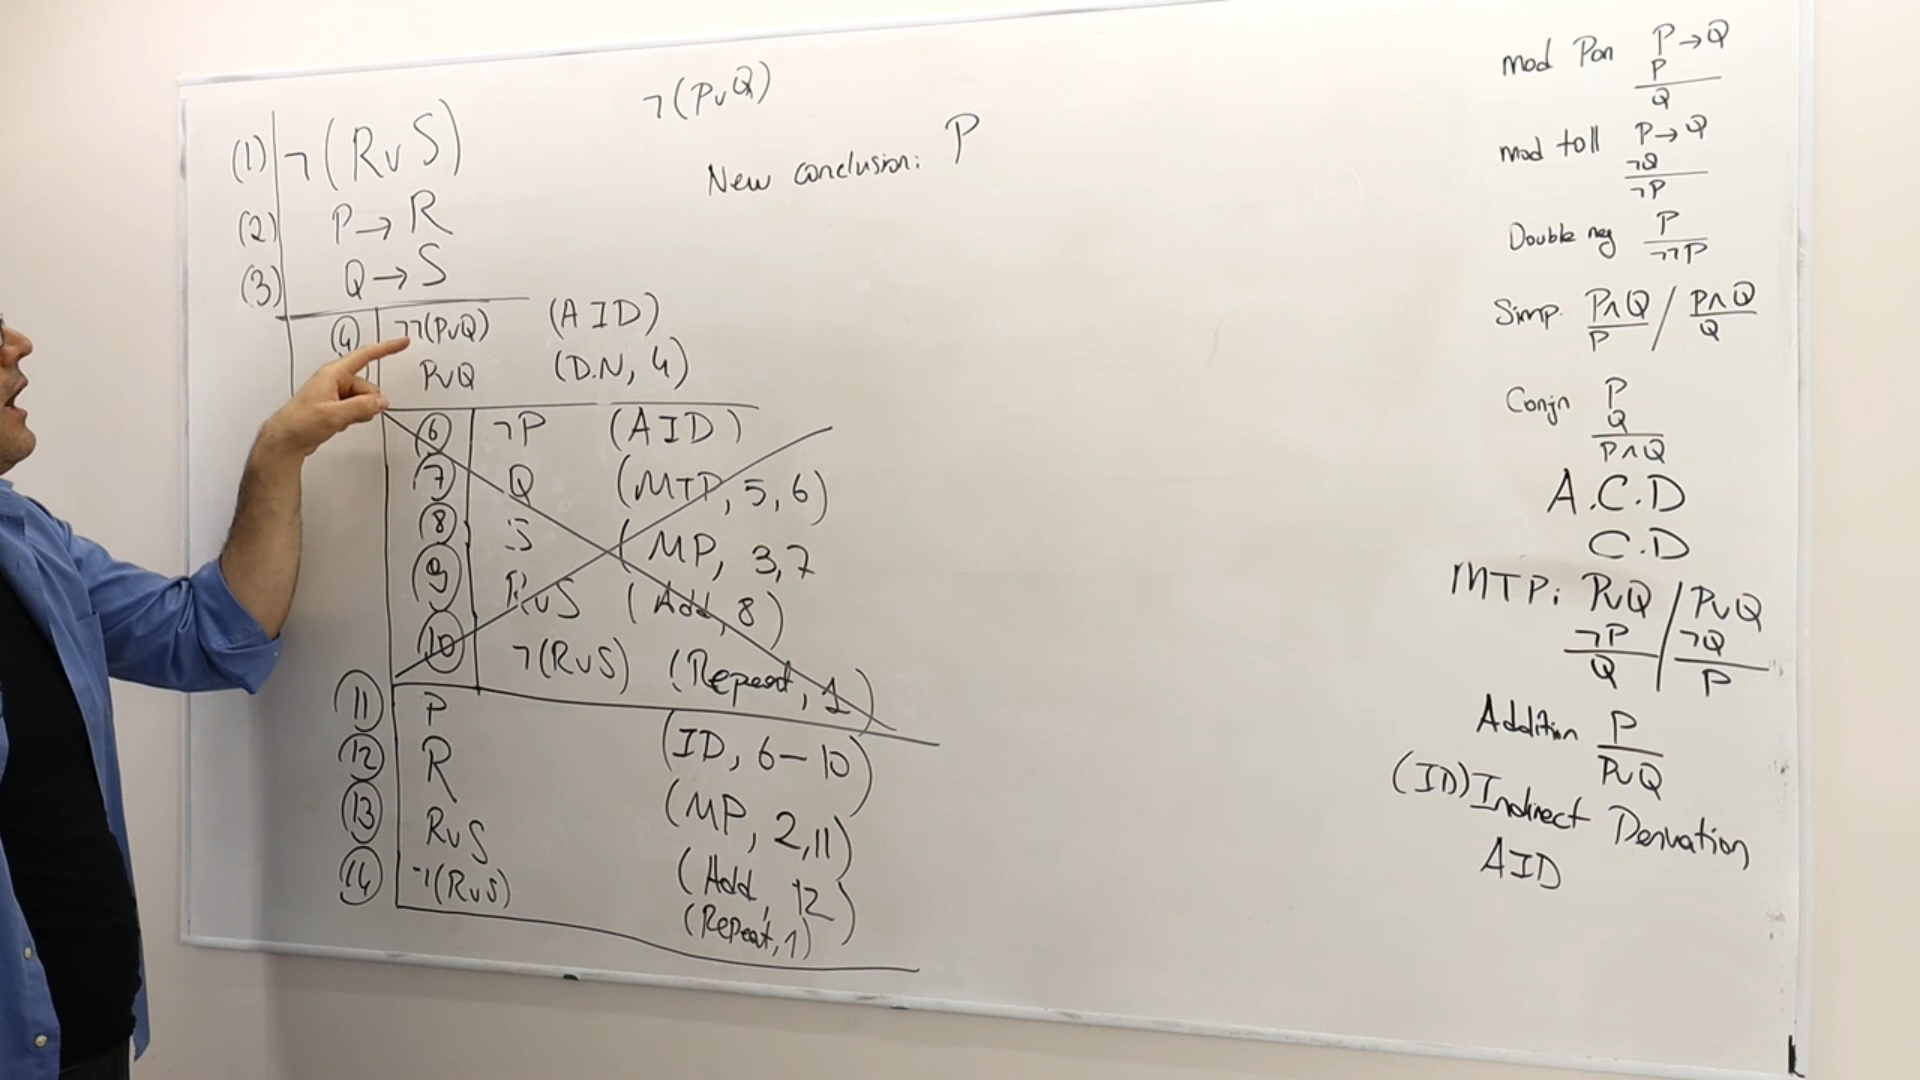 ¬(P∨Q)
New conclusion: P
(1) ¬(R∨S)
(2) P→R
(3) Q→S
(4) ¬¬(P∨Q) (AID)
P∨Q (D.N, 4)
(6) ¬P (AID)
(7) Q (MTP, 5, 6)
(8) S (MP, 3,7
(9) R∨S (Add, 8)
(10) ¬(R∨S) (Repeat, 1)
(11) P (ID, 6–10)
(12) R (MP, 2,11)
(13) R∨S (Add, 12)
(14) ¬(R∨S) (Repeat, 1)
mod Pon P→Q
P
Q
mod toll P→Q
¬Q
¬P
Double neg P
¬¬P
Simp. P∧Q / P∧Q
P Q
Conjn P
Q
P∧Q
A.C.D
C.D
MTP: P∨Q / P∨Q
¬P / ¬Q
Q P
Addition P
P∨Q
(ID) Indirect Derivation
AID